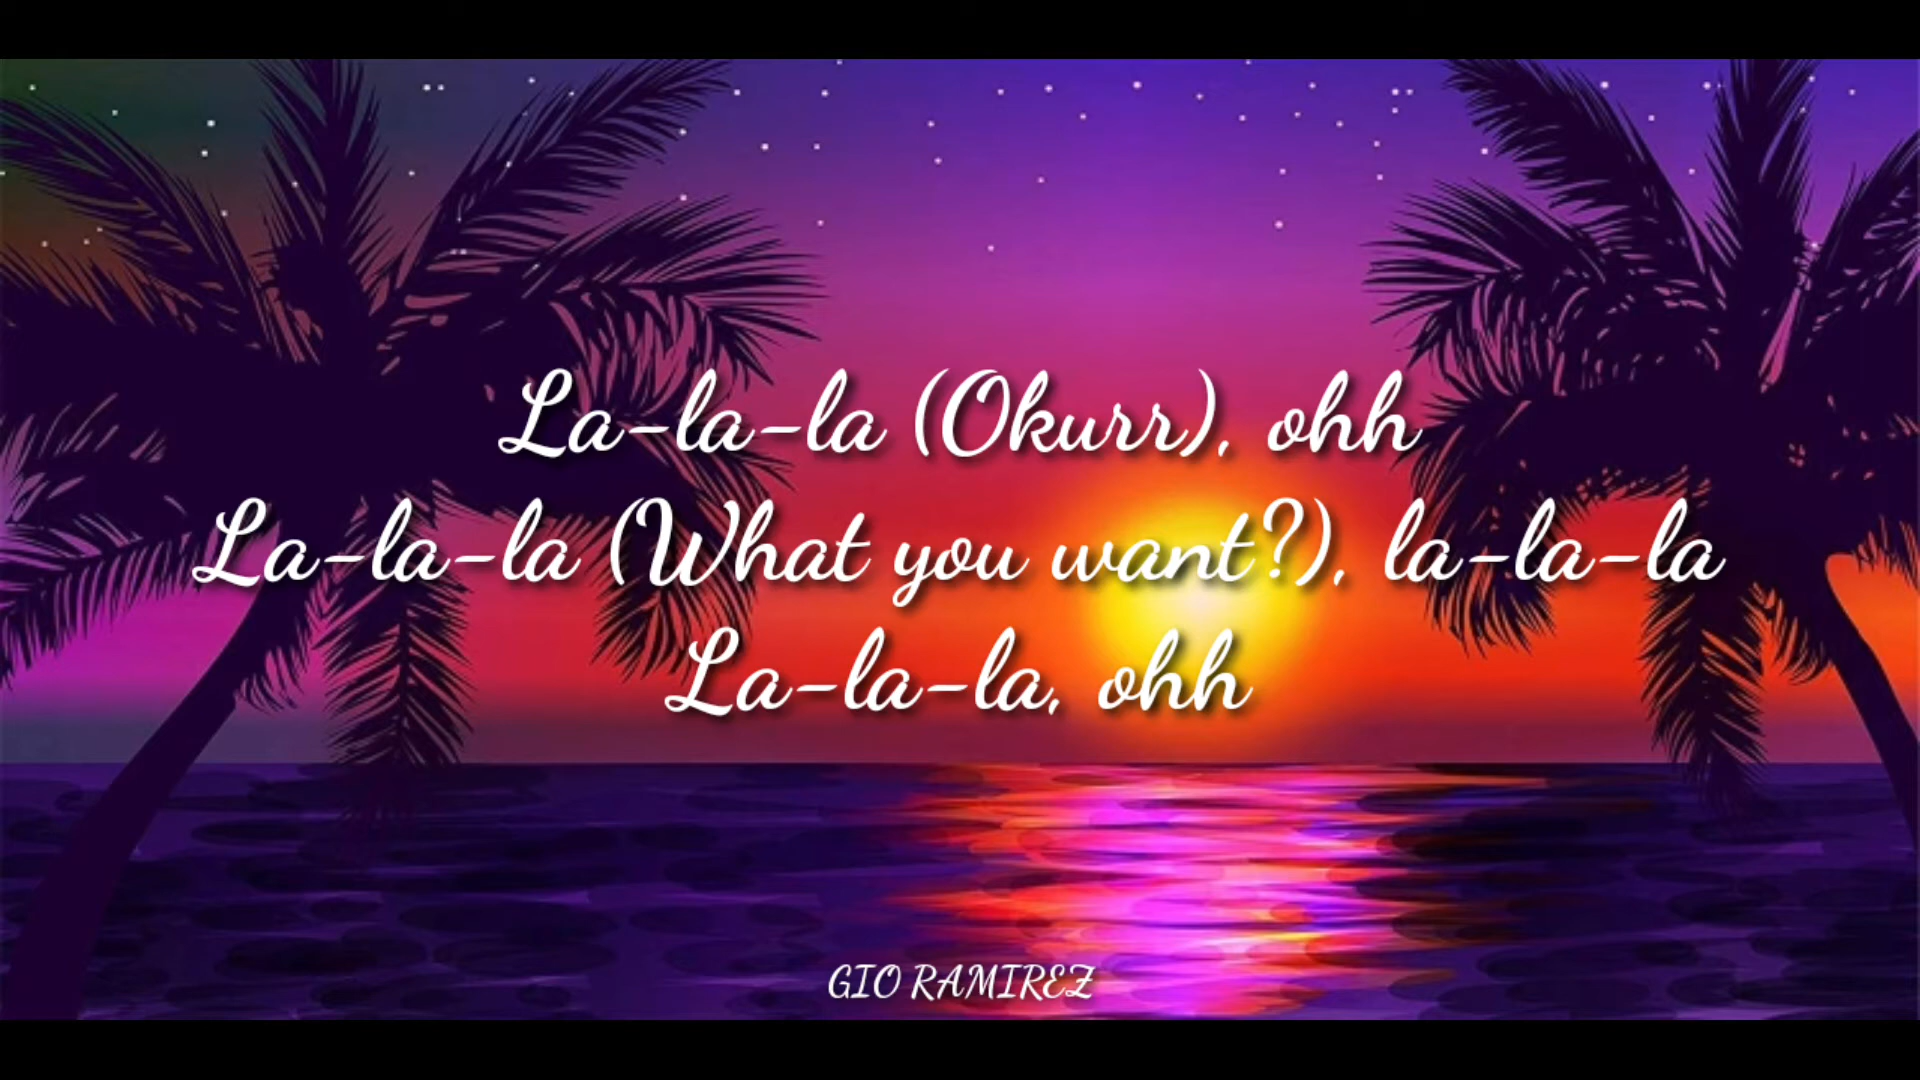 La-la-la (Okurr), ohh
La-la-la (What you want?), la-la-la
La-la-la, ohh
GIO RAMIREZ